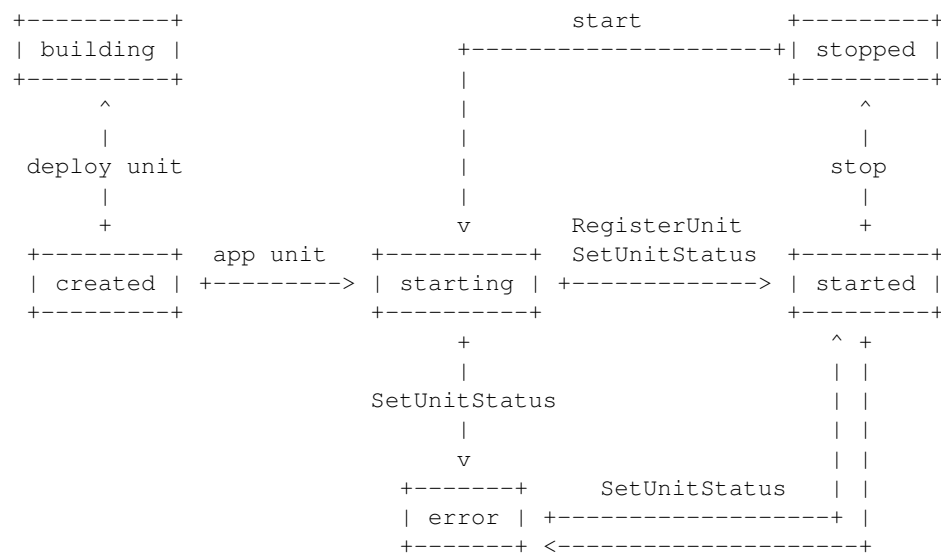 start
building
stopped
deploy unit
stop
RegisterUnit
app unit
SetUnitStatus
created
starting
started
SetUnitStatus
SetUnitStatus
error